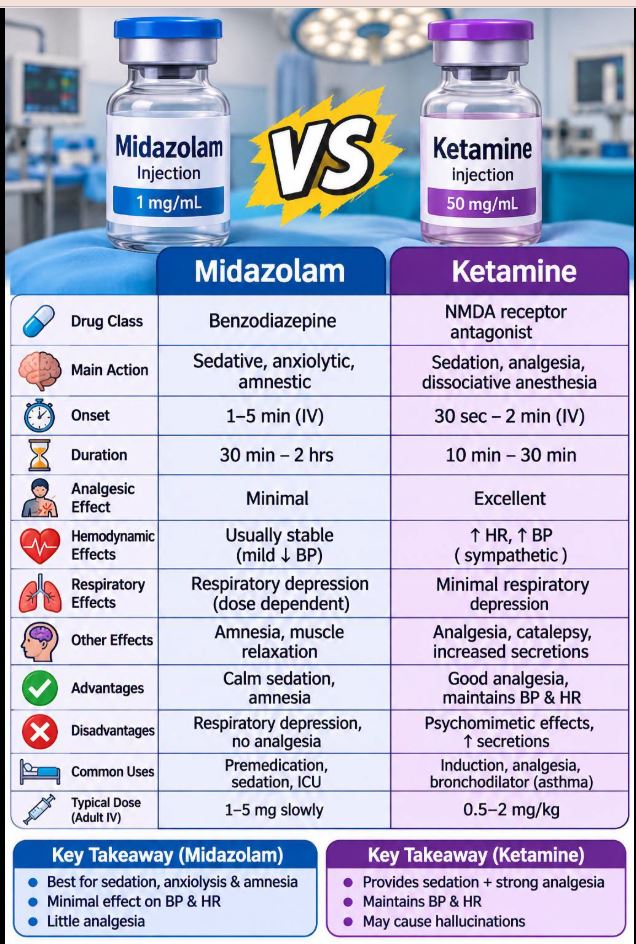 Midazolam
Injection
1 mg/mL
VS
Ketamine
injection
50 mg/mL
Midazolam
Ketamine
Drug Class
Benzodiazepine
NMDA receptor
antagonist
Main Action
Sedative, anxiolytic,
amnestic
Sedation, analgesia,
dissociative anesthesia
Onset
1–5 min (IV)
30 sec – 2 min (IV)
Duration
30 min – 2 hrs
10 min – 30 min
Analgesic
Effect
Minimal
Excellent
Hemodynamic
Effects
Usually stable
(mild ↓ BP)
↑ HR, ↑ BP
( sympathetic )
Respiratory
Effects
Respiratory depression
(dose dependent)
Minimal respiratory
depression
Other Effects
Amnesia, muscle
relaxation
Analgesia, catalepsy,
increased secretions
Advantages
Calm sedation,
amnesia
Good analgesia,
maintains BP & HR
Disadvantages
Respiratory depression,
no analgesia
Psychomimetic effects,
↑ secretions
Common Uses
Premedication,
sedation, ICU
Induction, analgesia,
bronchodilator (asthma)
Typical Dose
(Adult IV)
1–5 mg slowly
0.5–2 mg/kg
Key Takeaway (Midazolam)
● Best for sedation, anxiolysis & amnesia
● Minimal effect on BP & HR
● Little analgesia
Key Takeaway (Ketamine)
● Provides sedation + strong analgesia
● Maintains BP & HR
● May cause hallucinations